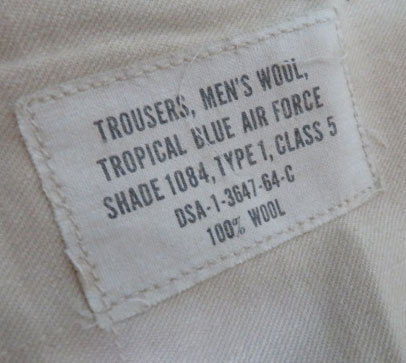 TROUSERS, MEN'S WOOL,
TROPICAL BLUE AIR FORCE
SHADE 1084, TYPE 1, CLASS 5
DSA-1-3647-64-C
100% WOOL